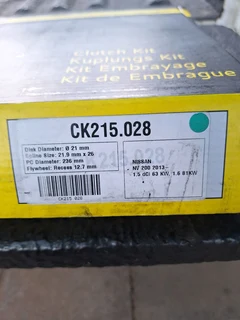 Clutch Kit
Kupplungs Kit
Kit Embrayage
Kit de Embrague
CK215.028
Disk Diameter: Ø 21 mm
Spline Size: 21.9 mm x 26
PC Diameter: 236 mm
Flywheel: Recess 12.7 mm
NISSAN
NV 200 2013-
1.5 dCi 63 KW, 1.6 81KW
CK215.028